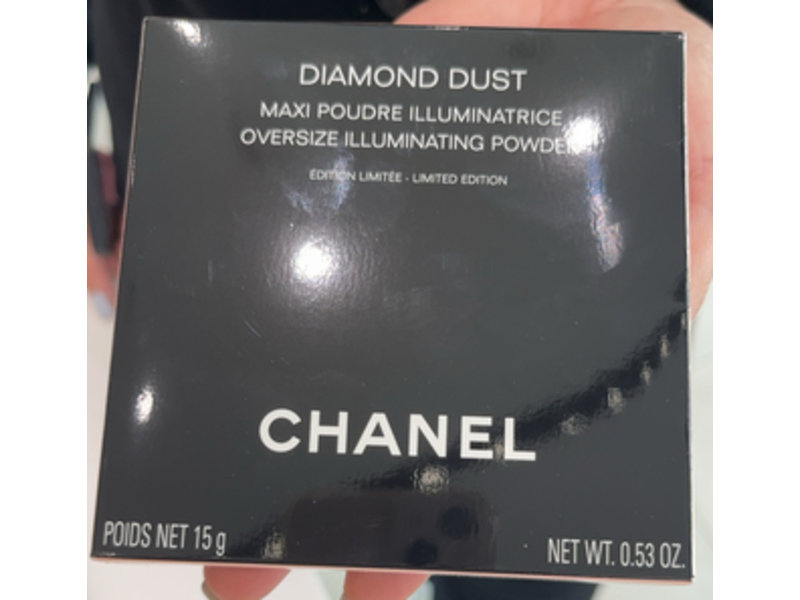 DIAMOND DUST
MAXI POUDRE ILLUMINATRICE
OVERSIZE ILLUMINATING POWDER
ÉDITION LIMITÉE - LIMITED EDITION
CHANEL
POIDS NET 15 g
NET WT. 0.53 OZ.